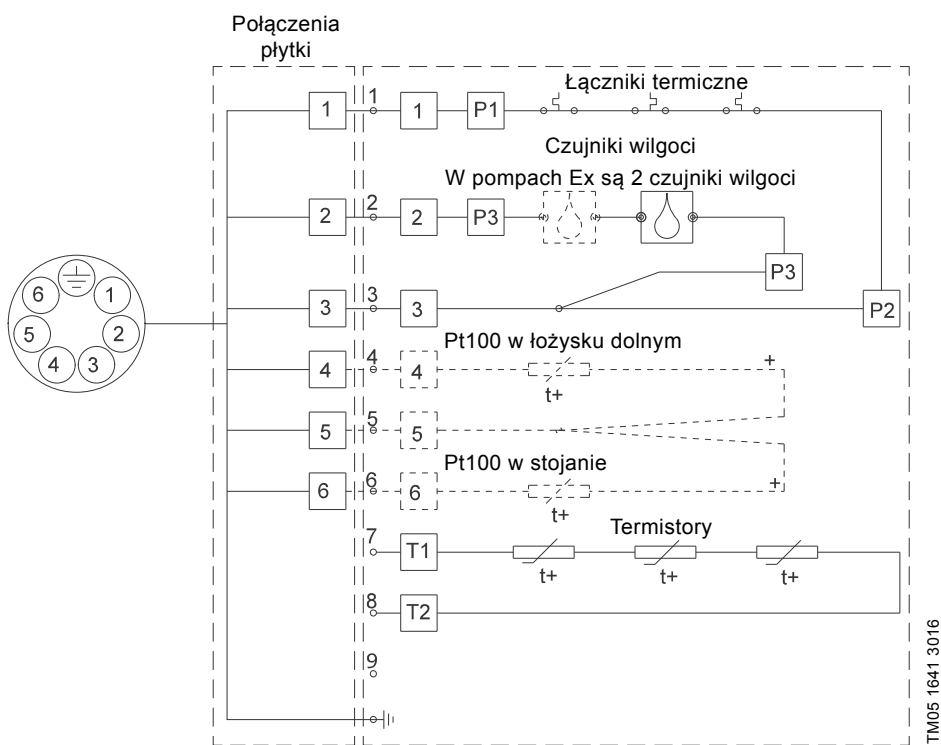 Połączenia
płytki
Łączniki termiczne
1 1 1 P1
Czujniki wilgoci
W pompach Ex są 2 czujniki wilgoci
2 2 2 P3
P3
6 1
5 2
4 3
3 3 3 P2
Pt100 w łożysku dolnym
4 4 4 +
t+
5 5 5
Pt100 w stojanie
6 6 6 +
t+
Termistory
7 T1
t+ t+ t+
8 T2
9
TM05 1641 3016